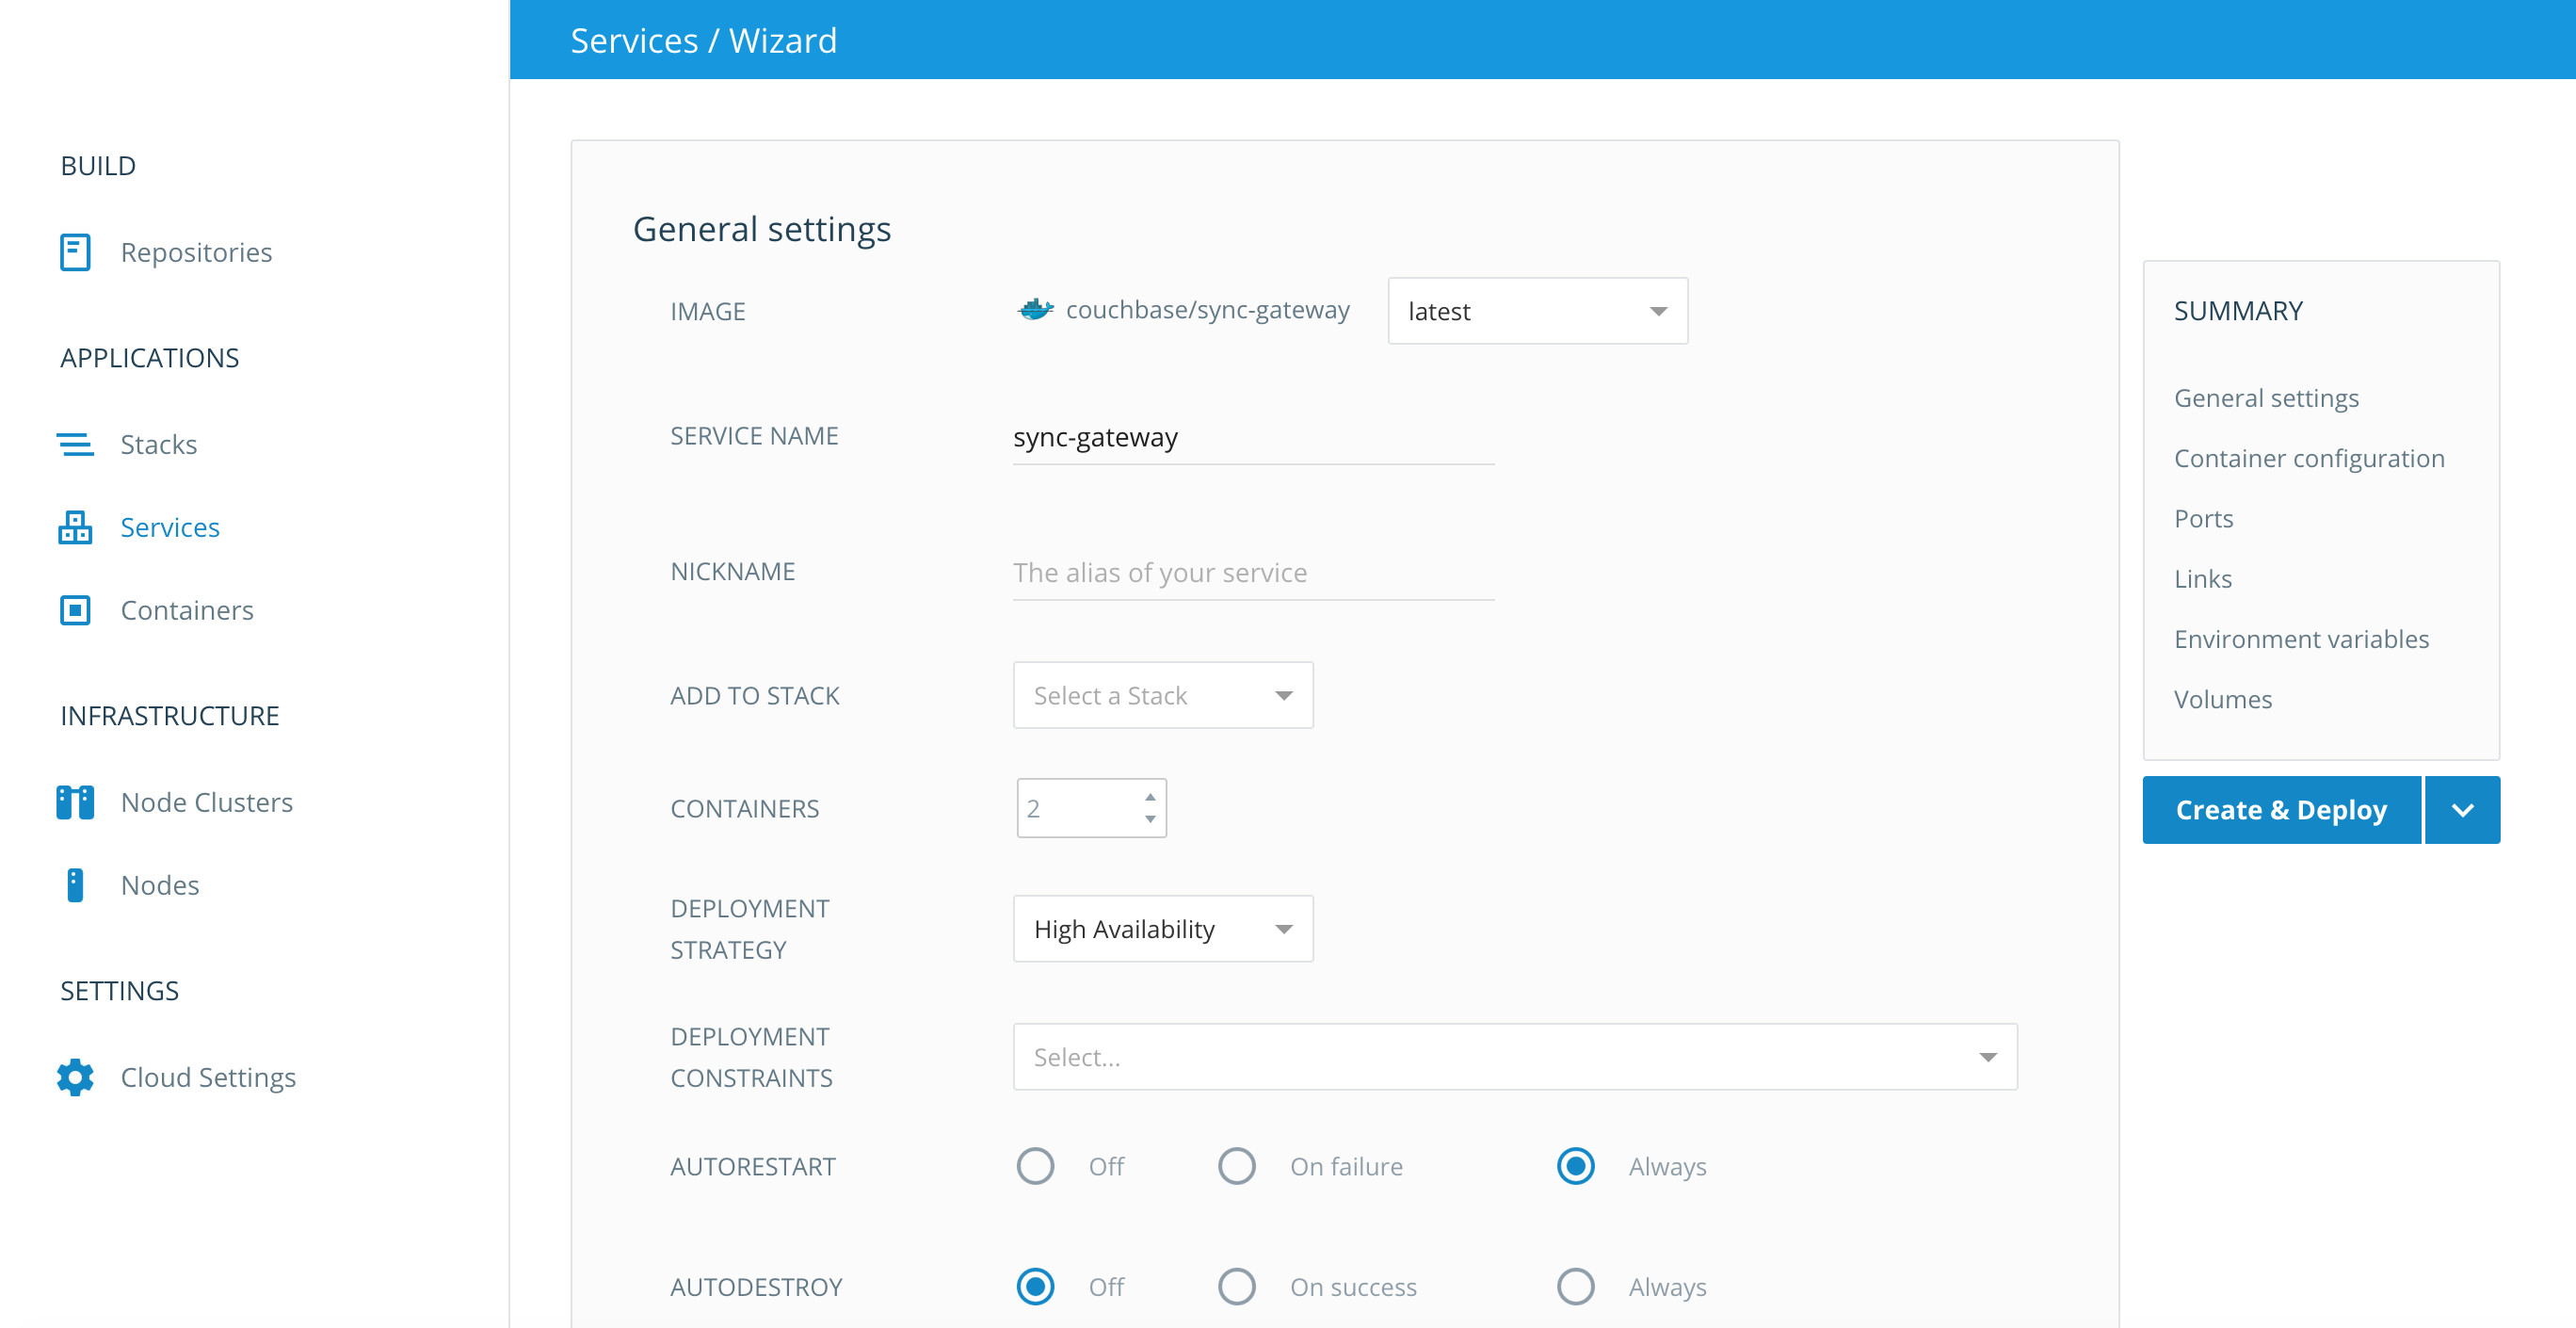 Services / Wizard
BUILD
Repositories
APPLICATIONS
Stacks
Services
Containers
INFRASTRUCTURE
Node Clusters
Nodes
SETTINGS
Cloud Settings
General settings
IMAGE couchbase/sync-gateway latest
SERVICE NAME sync-gateway
NICKNAME The alias of your service
ADD TO STACK Select a Stack
CONTAINERS 2
DEPLOYMENT
STRATEGY
High Availability
DEPLOYMENT
CONSTRAINTS
Select...
AUTORESTART Off On failure Always
AUTODESTROY Off On success Always
SUMMARY
General settings
Container configuration
Ports
Links
Environment variables
Volumes
Create & Deploy